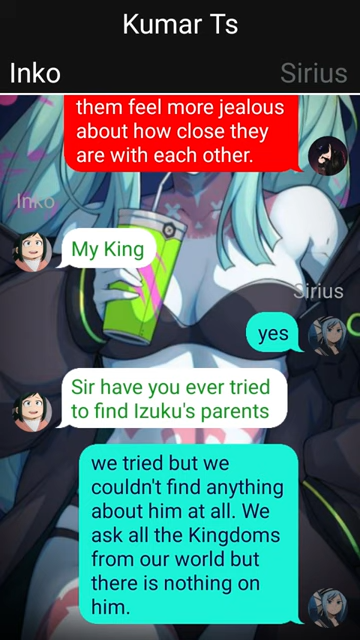 Kumar Ts
Inko
Sirius
them feel more jealous
about how close they
are with each other.
Inko
My King
Sirius
yes
Sir have you ever tried
to find Izuku's parents
we tried but we
couldn't find anything
about him at all. We
ask all the Kingdoms
from our world but
there is nothing on
him.